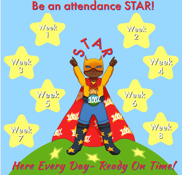 Be an attendance STAR!
Week 1
Week 2
STAR
Week 3
Week 4
Week 5
Week 6
Week 7
Week 8
Here Every Day- Ready On Time!